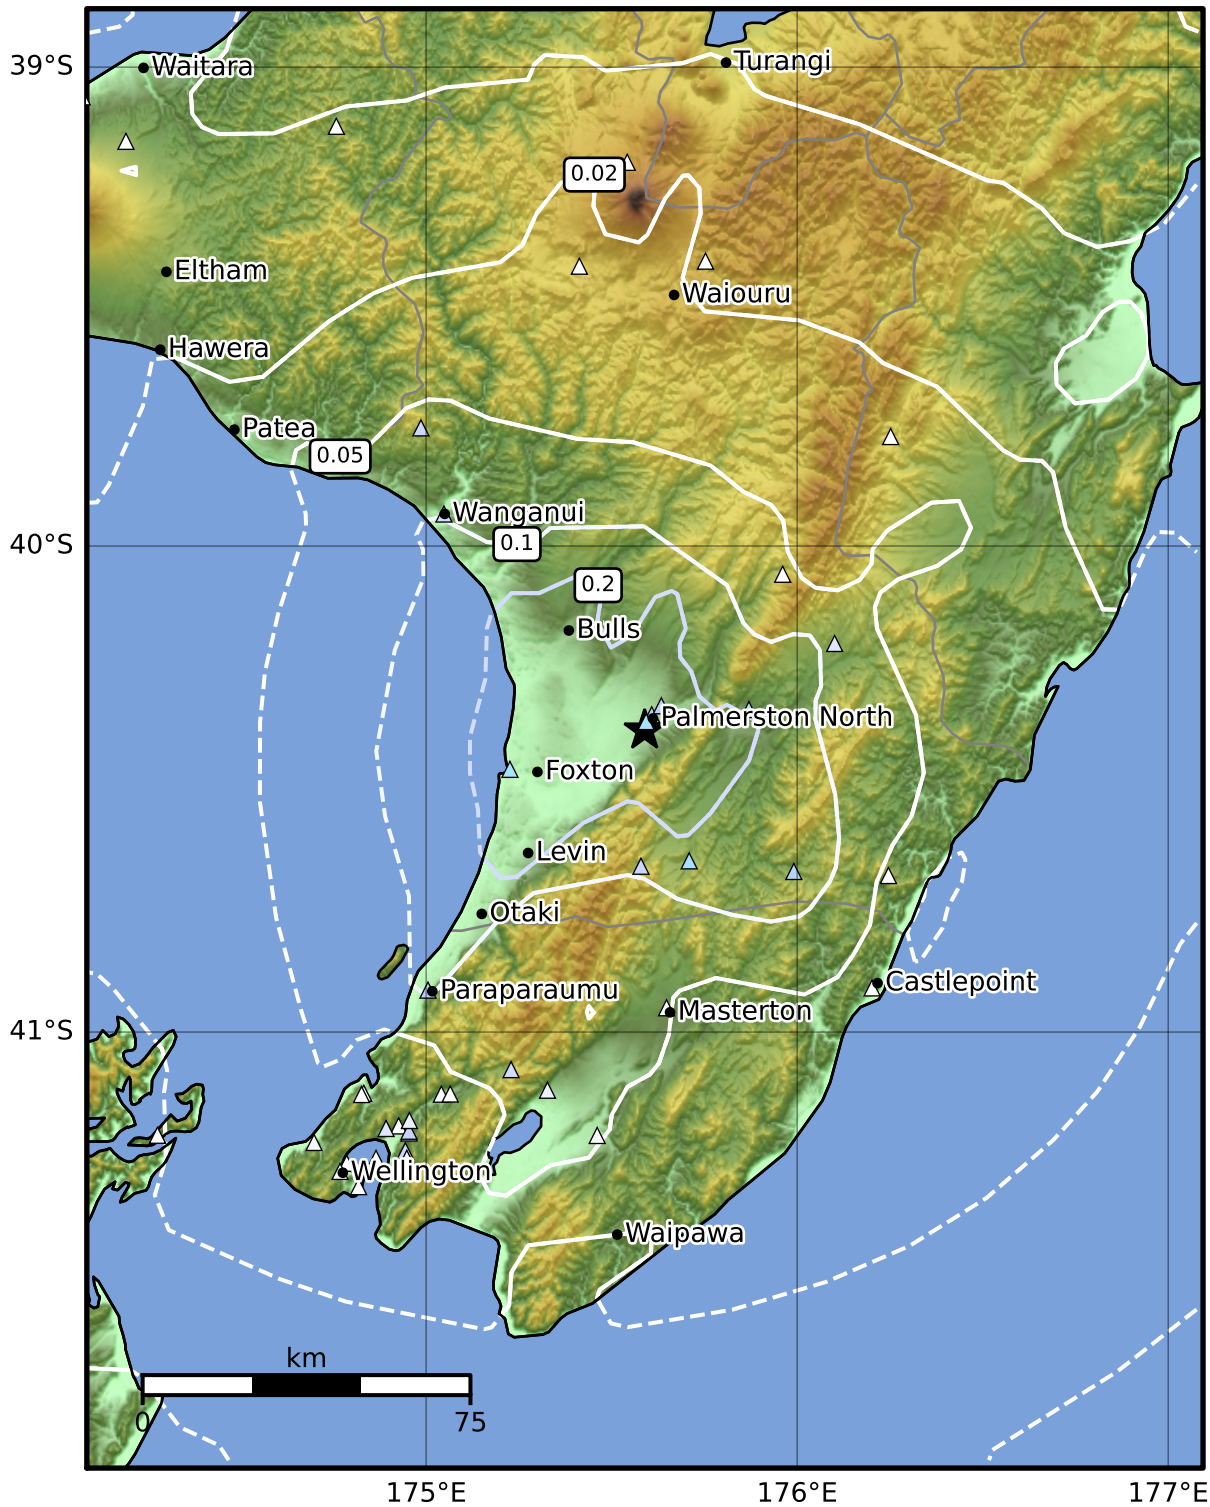 39°S
Waitara
Turangi
0.02
Eltham
Waiouru
Hawera
Patea
0.05
Wanganui
40°S
0.1
0.2
Bulls
Palmerston North
Foxton
Levin
Otaki
Castlepoint
Paraparaumu
Masterton
41°S
Wellington
Waipawa
km
0
75
175°E
176°E
177°E